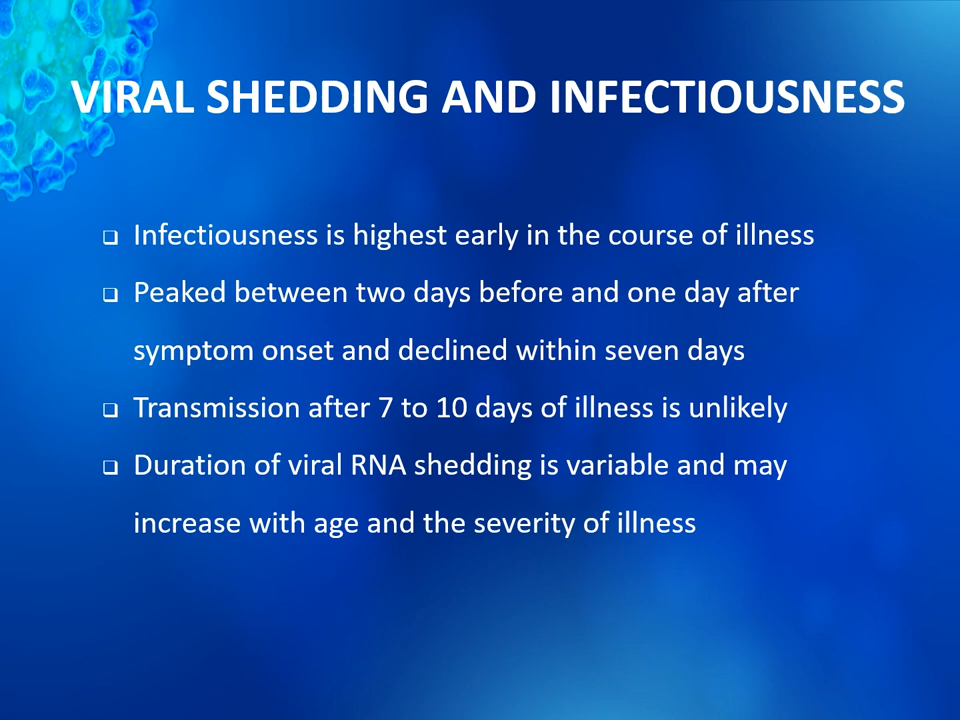 VIRAL SHEDDING AND INFECTIOUSNESS
❑ Infectiousness is highest early in the course of illness
❑ Peaked between two days before and one day after
symptom onset and declined within seven days
❑ Transmission after 7 to 10 days of illness is unlikely
❑ Duration of viral RNA shedding is variable and may
increase with age and the severity of illness